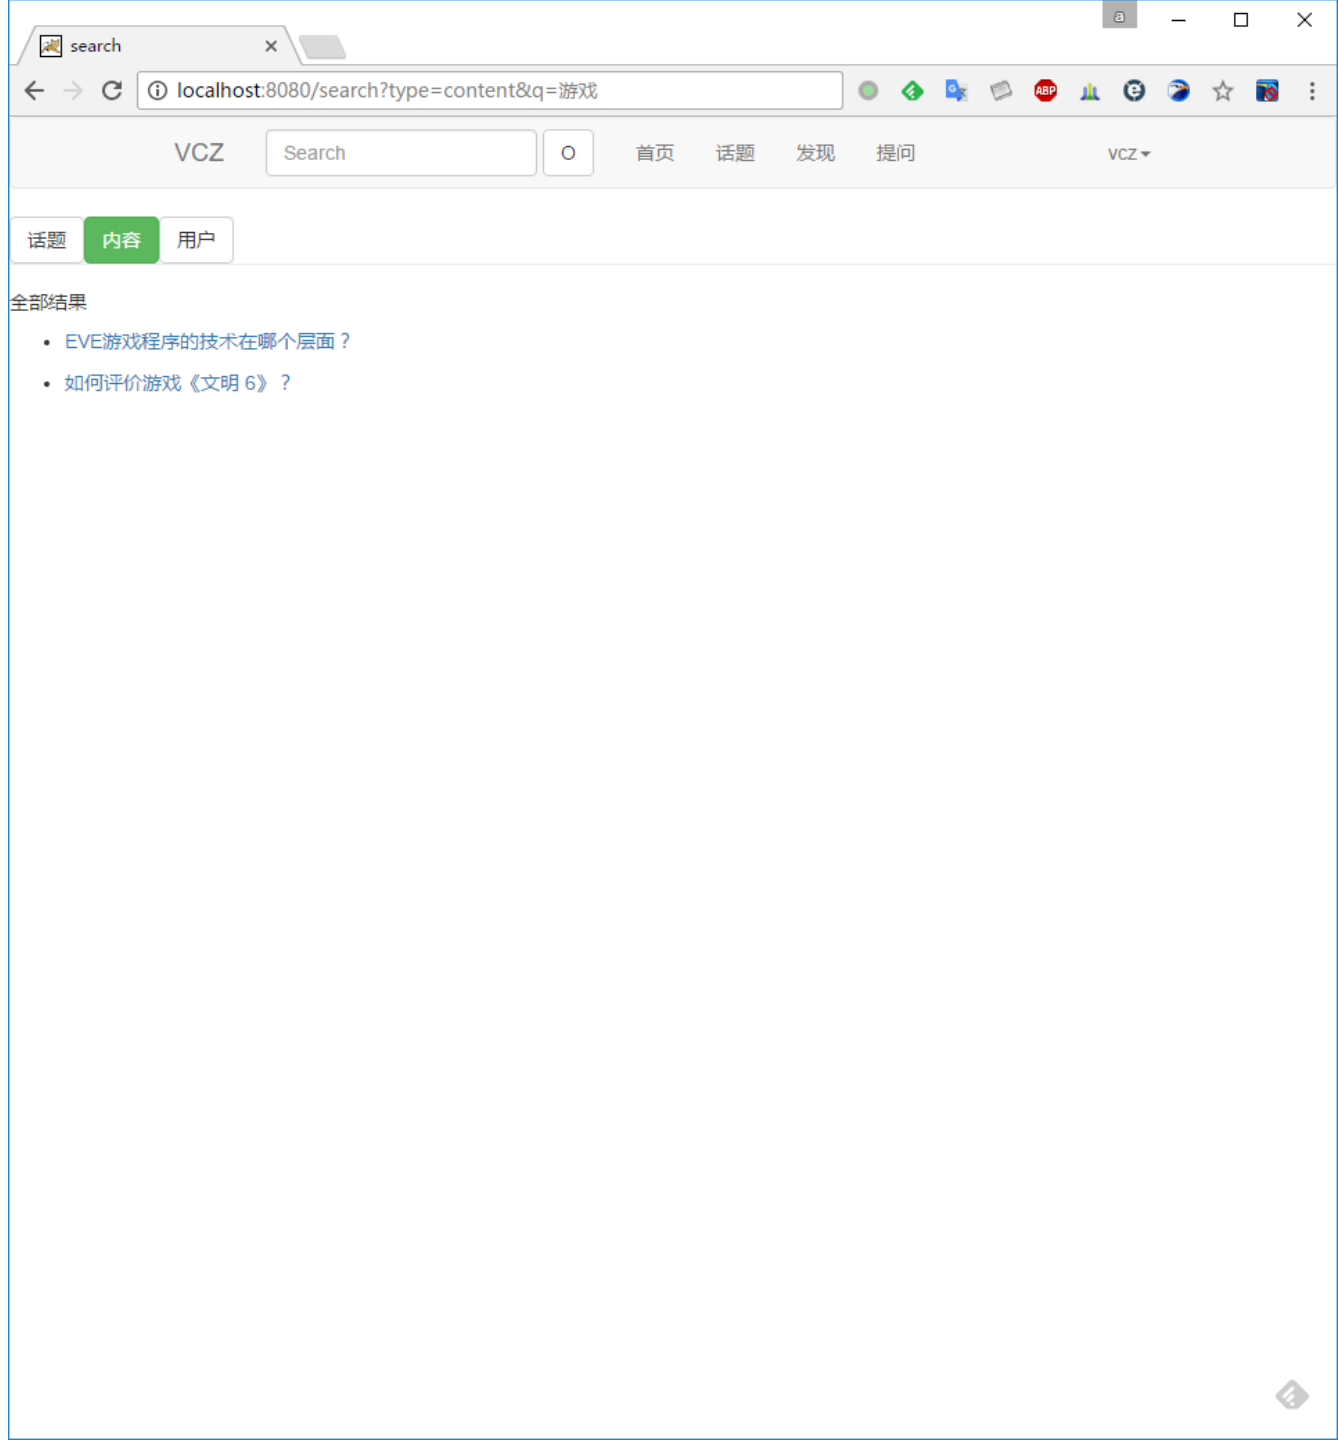 a
search
localhost:8080/search?type=content&q=游戏
ABP
VCZ Search O 首页 话题 发现 提问 vcz
话题 内容 用户
全部结果
EVE游戏程序的技术在哪个层面？
如何评价游戏《文明 6》？